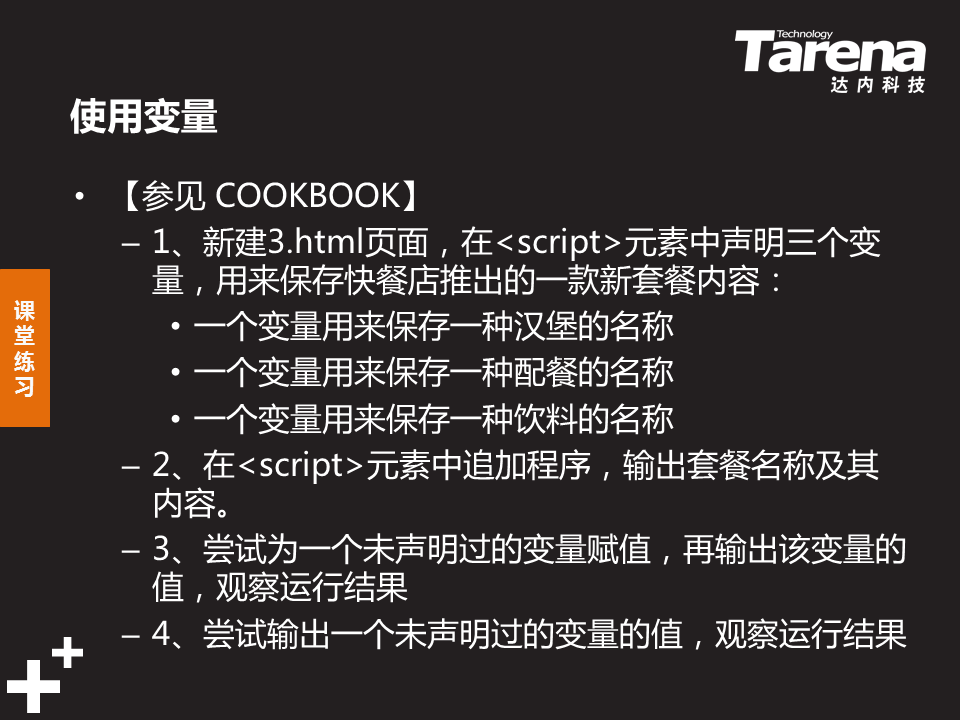 Technology
Tarena
达内科技
使用变量
• 【参见 COOKBOOK】
– 1、新建3.html页面，在<script>元素中声明三个变
量，用来保存快餐店推出的一款新套餐内容：
• 一个变量用来保存一种汉堡的名称
• 一个变量用来保存一种配餐的名称
• 一个变量用来保存一种饮料的名称
– 2、在<script>元素中追加程序，输出套餐名称及其
内容。
– 3、尝试为一个未声明过的变量赋值，再输出该变量的
值，观察运行结果
– 4、尝试输出一个未声明过的变量的值，观察运行结果
课
堂
练
习